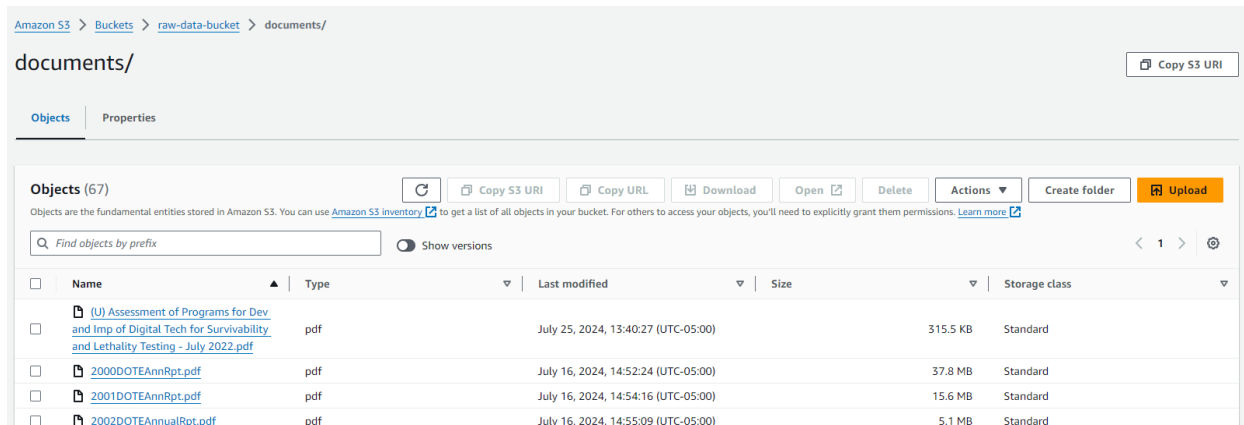 Amazon S3 > Buckets > raw-data-bucket > documents/
documents/
Copy S3 URI
Objects Properties
Objects (67) Copy S3 URI Copy URL Download Open Delete Actions ▼ Create folder Upload
Objects are the fundamental entities stored in Amazon S3. You can use Amazon S3 inventory to get a list of all objects in your bucket. For others to access your objects, you'll need to explicitly grant them permissions. Learn more
Find objects by prefix Show versions < 1 >
Name Type Last modified Size Storage class
(U) Assessment of Programs for Dev
and Imp of Digital Tech for Survivability pdf July 25, 2024, 13:40:27 (UTC-05:00) 315.5 KB Standard
and Lethality Testing - July 2022.pdf
2000DOTEAnnRpt.pdf pdf July 16, 2024, 14:52:24 (UTC-05:00) 37.8 MB Standard
2001DOTEAnnRpt.pdf pdf July 16, 2024, 14:54:16 (UTC-05:00) 15.6 MB Standard
2002DOTEAnnualRpt.pdf pdf July 16, 2024, 14:55:09 (UTC-05:00) 5.1 MB Standard